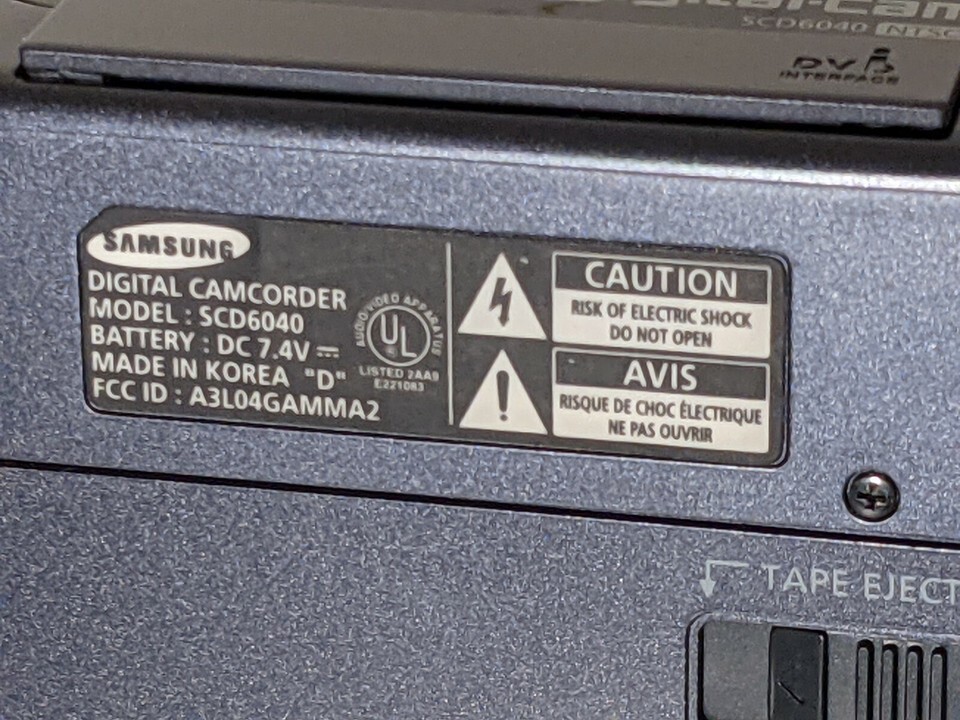 SCD6040 NTSC
DV
INTERFACE
SAMSUNG
DIGITAL CAMCORDER
MODEL : SCD6040
BATTERY : DC 7.4V
MADE IN KOREA "D"
FCC ID : A3L04GAMMA2
AUDIO/VIDEO APPARATUS
UL
LISTED 2AA9
E221083
CAUTION
RISK OF ELECTRIC SHOCK
DO NOT OPEN
AVIS
RISQUE DE CHOC ÉLECTRIQUE
NE PAS OUVRIR
TAPE EJECT